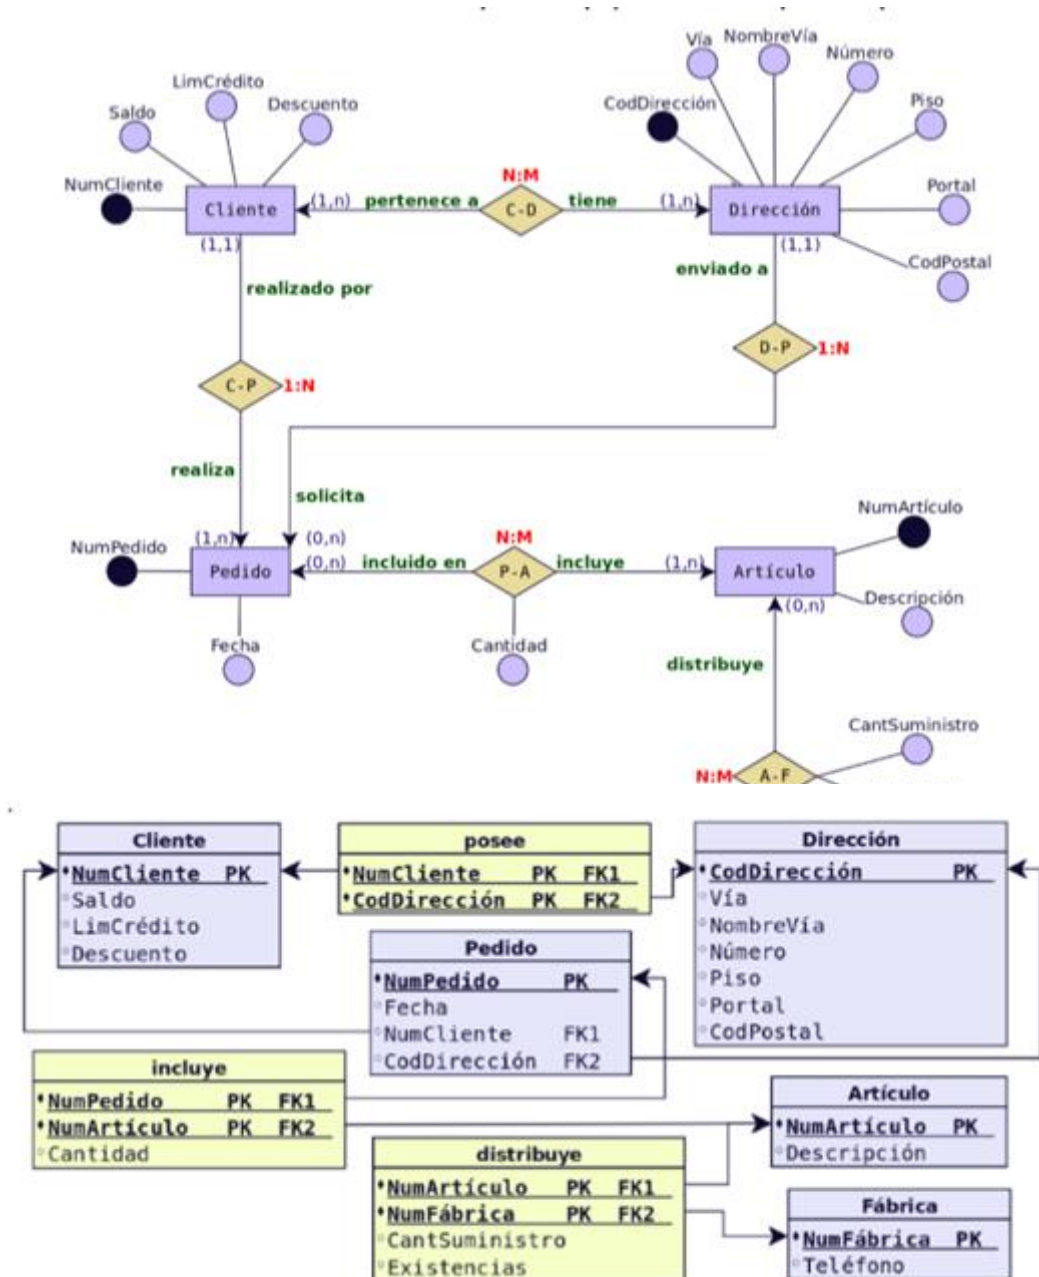 Vía
NombreVía
Número
LimCrédito
Descuento
Saldo
CodDirección
Piso
NumCliente
Portal
N:M
Cliente
(1,n)
pertenece a
C-D
tiene
(1,n)
Dirección
(1,1)
(1,1)
CodPostal
realizado por
enviado a
D-P
1:N
C-P
1:N
realiza
solicita
NumArtículo
NumPedido
(1,n)
(0,n)
N:M
Pedido
(0,n)
incluido en
P-A
incluye
(1,n)
Artículo
(0,n)
Descripción
Fecha
Cantidad
distribuye
CantSuministro
N:M
A-F
Cliente
NumCliente PK
Saldo
LimCrédito
Descuento
posee
NumCliente PK FK1
CodDirección PK FK2
Dirección
CodDirección PK
Vía
NombreVía
Número
Piso
Portal
CodPostal
Pedido
NumPedido PK
Fecha
NumCliente FK1
CodDirección FK2
incluye
NumPedido PK FK1
NumArtículo PK FK2
Cantidad
Artículo
NumArtículo PK
Descripción
distribuye
NumArtículo PK FK1
NumFábrica PK FK2
CantSuministro
Existencias
Fábrica
NumFábrica PK
Teléfono